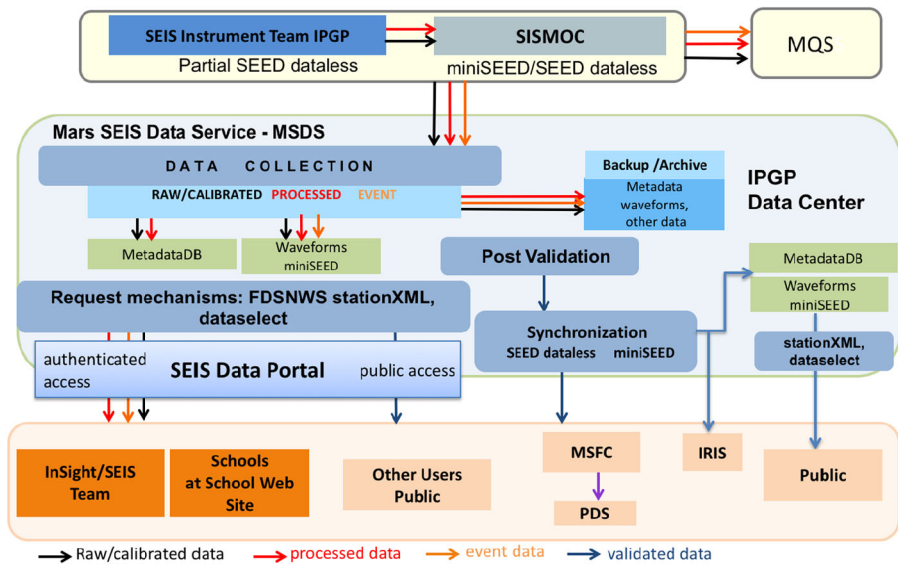 SEIS Instrument Team IPGP
Partial SEED dataless
SISMOC
miniSEED/SEED dataless
MQS
Mars SEIS Data Service - MSDS
DATA COLLECTION
RAW/CALIBRATED PROCESSED EVENT
MetadataDB
Waveforms
miniSEED
Backup /Archive
Metadata
waveforms,
other data
IPGP
Data Center
MetadataDB
Waveforms
miniSEED
stationXML,
dataselect
Post Validation
Synchronization
SEED dataless miniSEED
Request mechanisms: FDSNWS stationXML,
dataselect
authenticated
access
SEIS Data Portal
public access
InSight/SEIS
Team
Schools
at School Web
Site
Other Users
Public
MSFC
PDS
IRIS
Public
Raw/calibrated data
processed data
event data
validated data